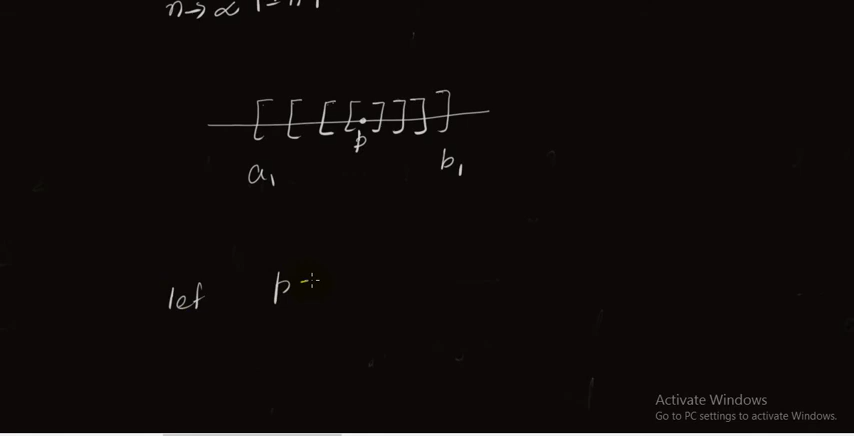 n→∝
[ [ [ [ . ] ] ] ]
p
a₁ b₁
let p
Activate Windows
Go to PC settings to activate Windows.